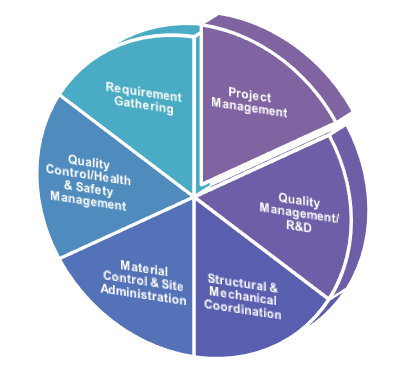 Requirement
Gathering
Project
Management
Quality
Management/
R&D
Structural &
Mechanical
Coordination
Material
Control & Site
Administration
Quality
Control/Health
& Safety
Management